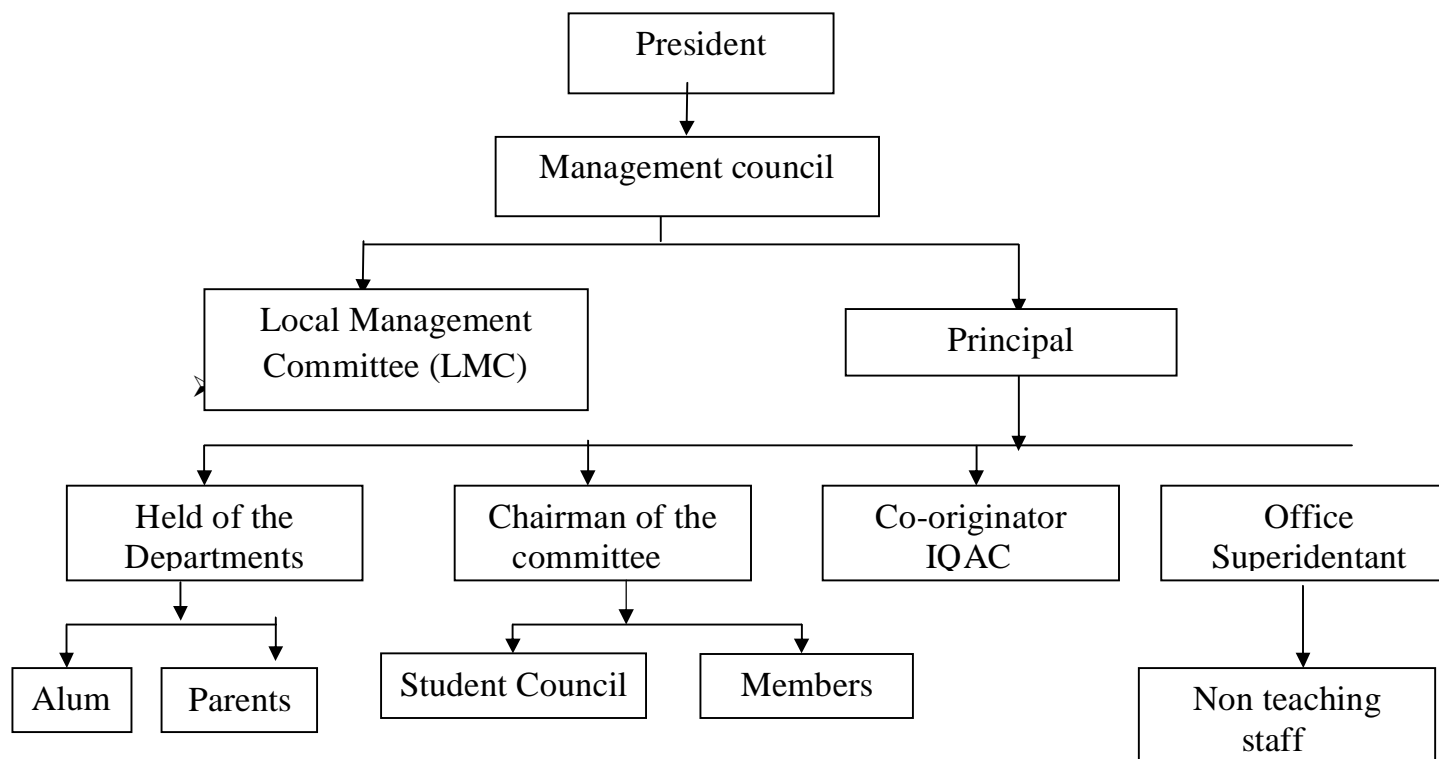 President
Management council
Local Management
Committee (LMC)
Principal
Held of the
Departments
Chairman of the
committee
Co-originator
IQAC
Office
Superidentant
Alum
Parents
Student Council
Members
Non teaching
staff